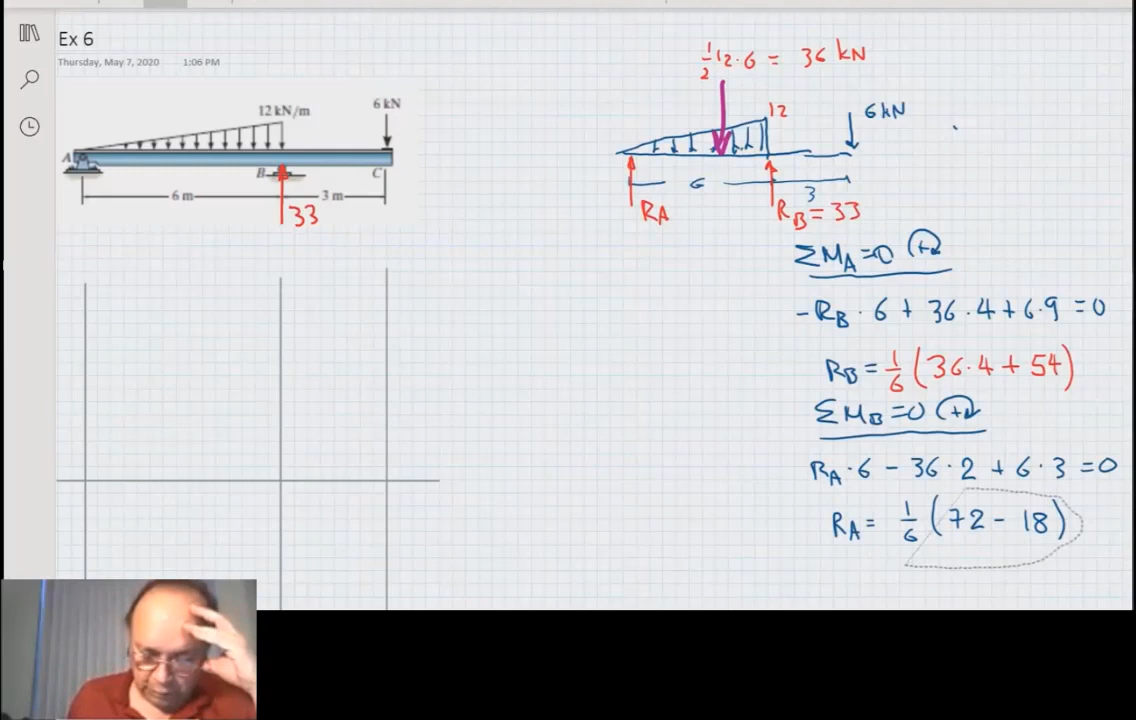 Ex 6
Thursday, May 7, 2020 1:06 PM
12 kN/m
6 kN
A
B
C
6 m
3 m
33
1/2 12·6 = 36 kN
12
6 kN
6
3
RA
RB = 33
ΣMA = 0 +
-RB · 6 + 36 · 4 + 6 · 9 = 0
RB = 1/6 (36 · 4 + 54)
ΣMB = 0 +
RA · 6 - 36 · 2 + 6 · 3 = 0
RA = 1/6 (72 - 18)